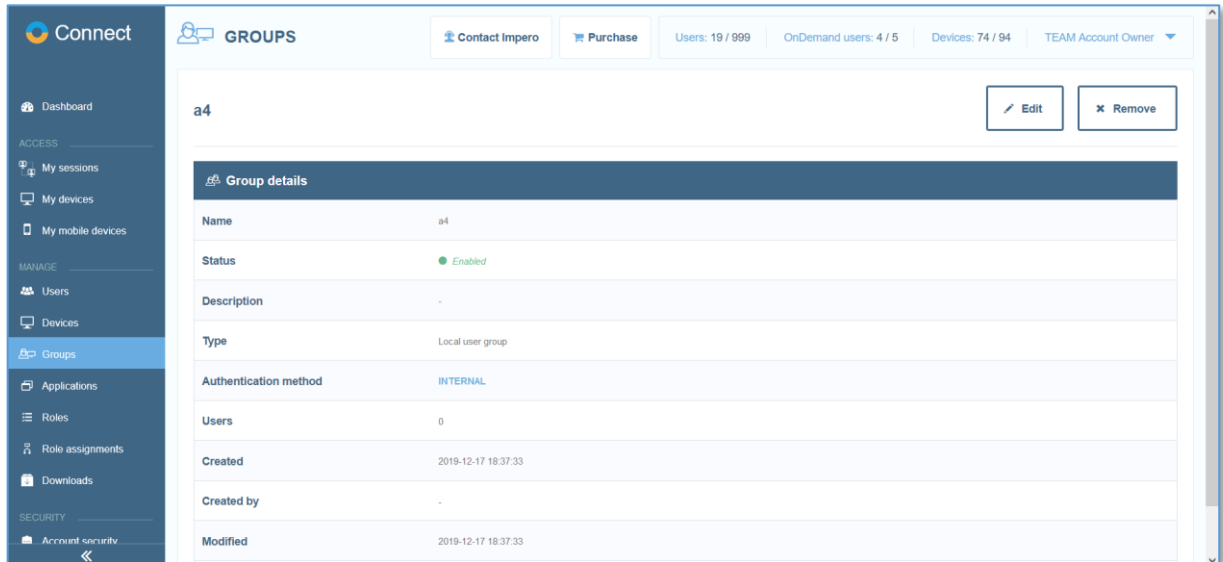 Connect
GROUPS
Contact Impero
Purchase
Users: 19 / 999
OnDemand users: 4 / 5
Devices: 74 / 94
TEAM Account Owner
Dashboard
ACCESS
My sessions
My devices
My mobile devices
MANAGE
Users
Devices
Groups
Applications
Roles
Role assignments
Downloads
SECURITY
Account security
a4
Edit
Remove
Group details
Name a4
Status Enabled
Description -
Type Local user group
Authentication method INTERNAL
Users 0
Created 2019-12-17 18:37:33
Created by -
Modified 2019-12-17 18:37:33